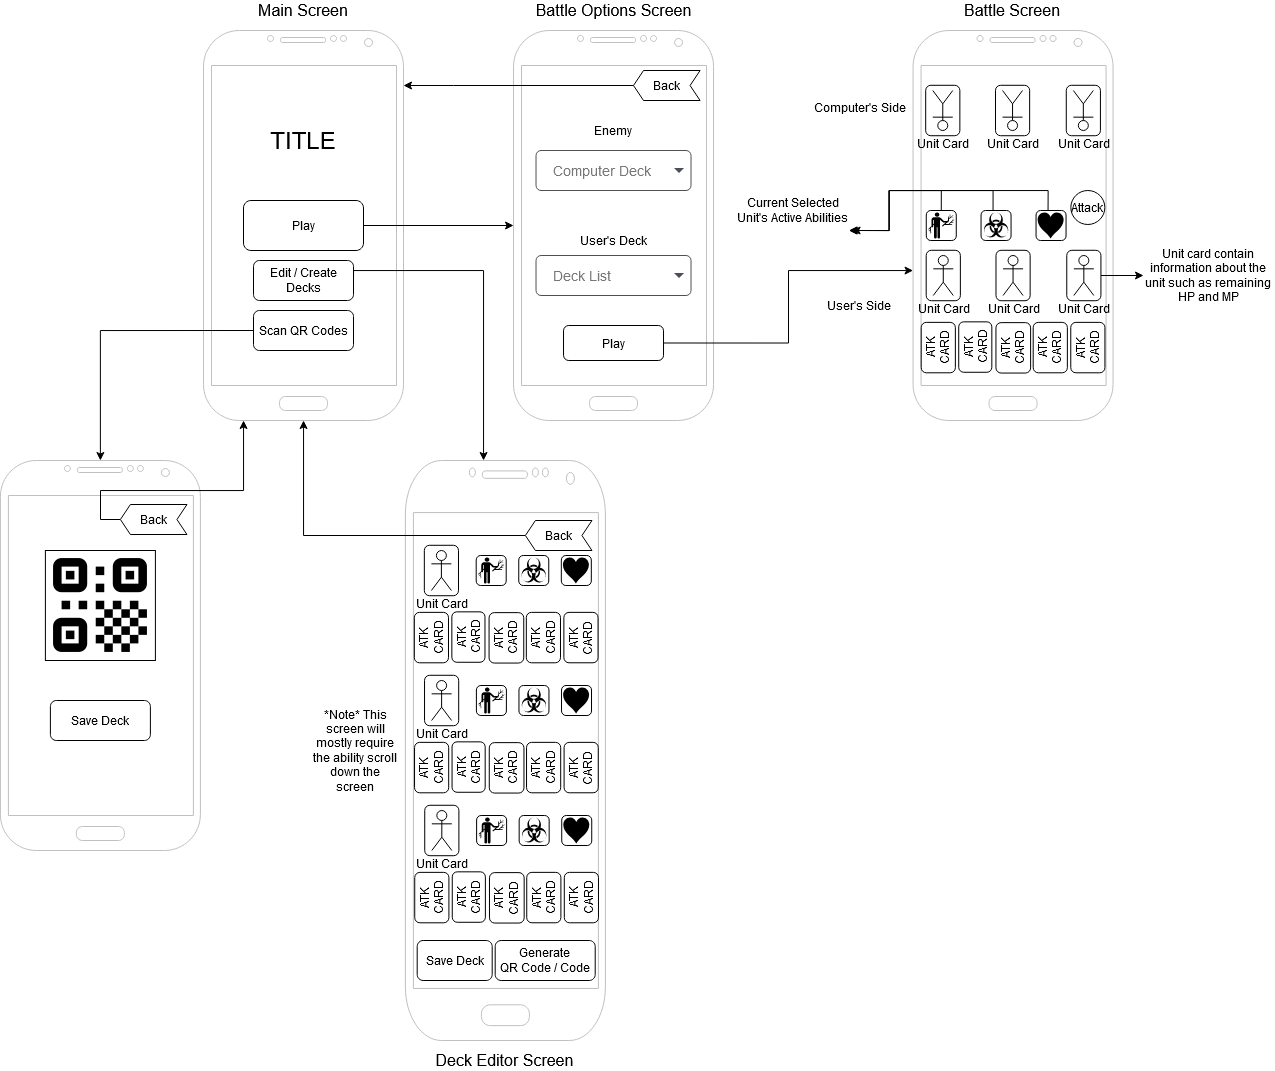 Main Screen
TITLE
Play
Edit / Create
Decks
Scan QR Codes
Battle Options Screen
Back
Enemy
Computer Deck
User's Deck
Deck List
Play
Battle Screen
Computer's Side
Unit Card
Unit Card
Unit Card
Current Selected
Unit's Active Abilities
Attack
User's Side
Unit Card
Unit Card
Unit Card
ATK
CARD
ATK
CARD
ATK
CARD
ATK
CARD
ATK
CARD
Unit card contain
information about the
unit such as remaining
HP and MP
Back
Save Deck
Back
Unit Card
ATK
CARD
ATK
CARD
ATK
CARD
ATK
CARD
ATK
CARD
Unit Card
ATK
CARD
ATK
CARD
ATK
CARD
ATK
CARD
ATK
CARD
Unit Card
ATK
CARD
ATK
CARD
ATK
CARD
ATK
CARD
ATK
CARD
Save Deck
Generate
QR Code / Code
*Note* This
screen will
mostly require
the ability scroll
down the
screen
Deck Editor Screen